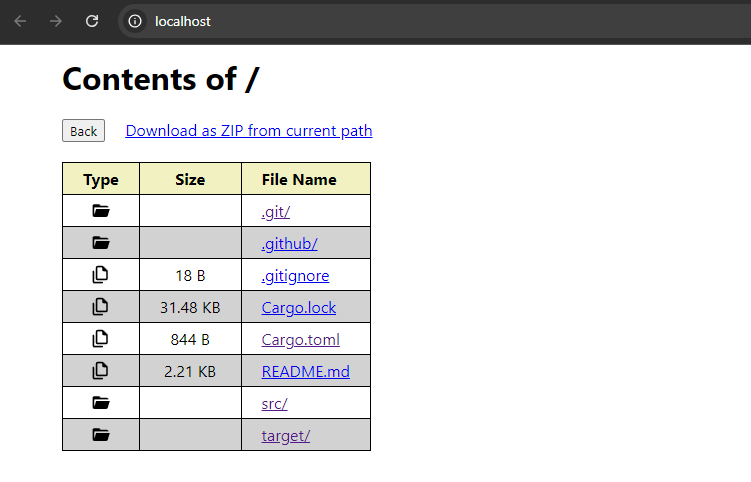 localhost
Contents of /
Back Download as ZIP from current path
Type Size File Name
.git/
.github/
18 B .gitignore
31.48 KB Cargo.lock
844 B Cargo.toml
2.21 KB README.md
src/
target/